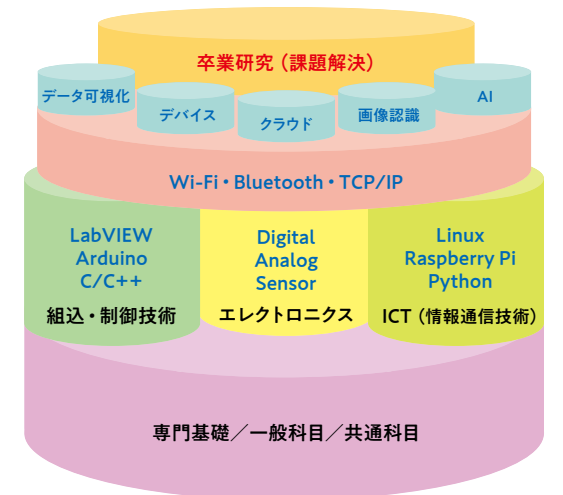 卒業研究（課題解決）
データ可視化
デバイス
クラウド
画像認識
AI
Wi-Fi・Bluetooth・TCP/IP
LabVIEW
Arduino
C/C++
組込・制御技術
Digital
Analog
Sensor
エレクトロニクス
Linux
Raspberry Pi
Python
ICT（情報通信技術）
専門基礎／一般科目／共通科目